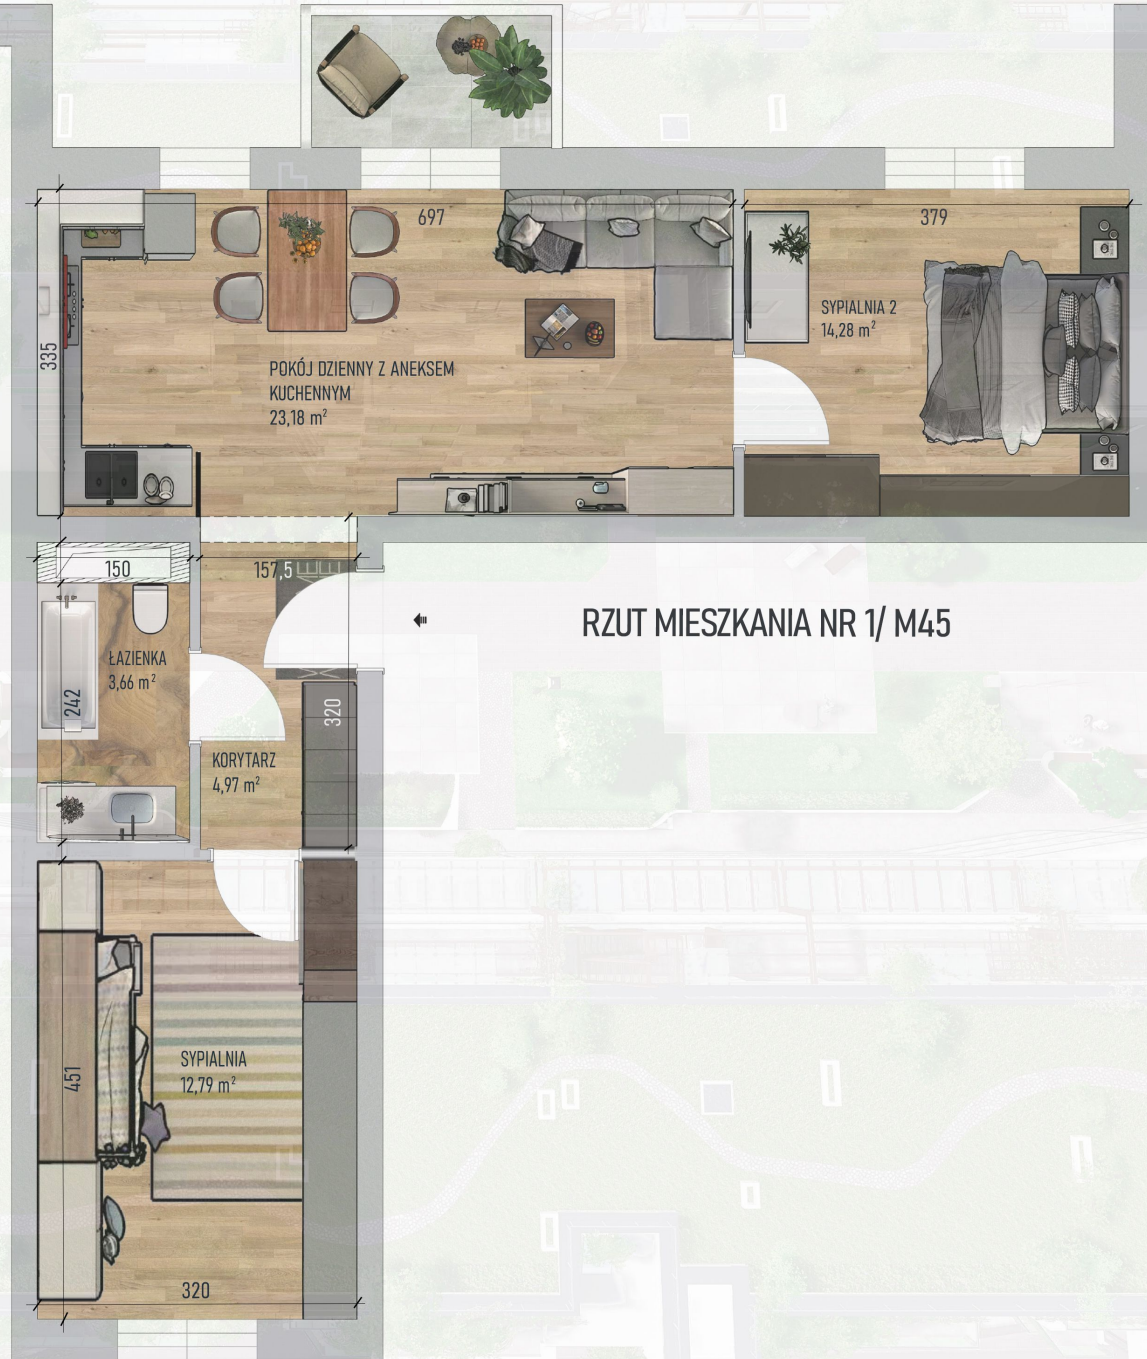 697
379
335
SYPIALNIA 2
14,28 m²
POKÓJ DZIENNY Z ANEKSEM
KUCHENNYM
23,18 m²
150
157,5
RZUT MIESZKANIA NR 1/ M45
ŁAZIENKA
3,66 m²
242
320
KORYTARZ
4,97 m²
SYPIALNIA
12,79 m²
451
320